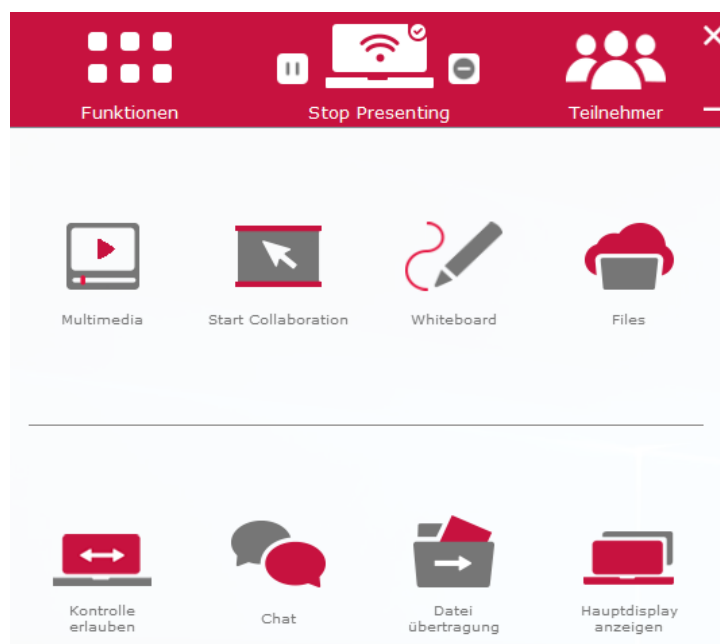 Funktionen
Stop Presenting
Teilnehmer
Multimedia
Start Collaboration
Whiteboard
Files
Kontrolle
erlauben
Chat
Datei
übertragung
Hauptdisplay
anzeigen